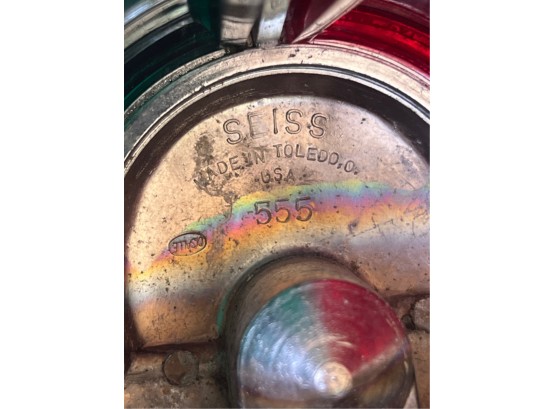 SEISS
MADE IN TOLEDO, O.
U.S.A.
555